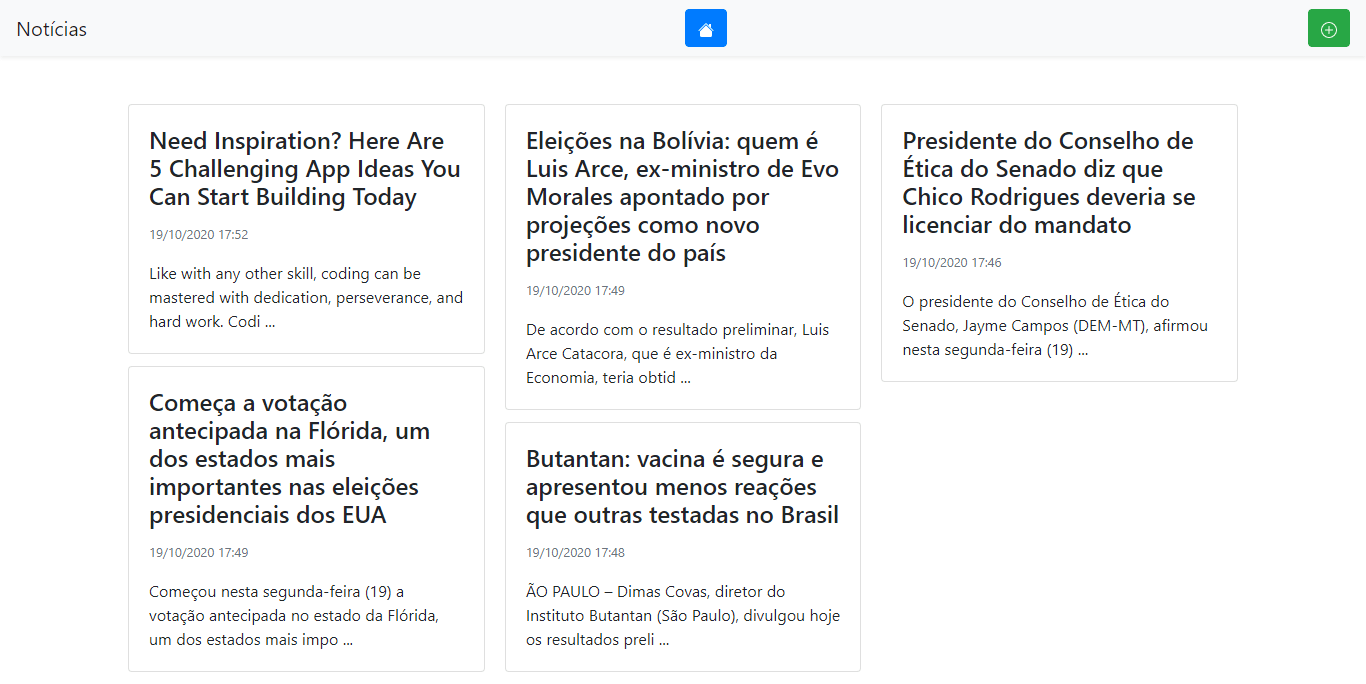 Notícias
Need Inspiration? Here Are
5 Challenging App Ideas You
Can Start Building Today
19/10/2020 17:52
Like with any other skill, coding can be
mastered with dedication, perseverance, and
hard work. Codi ...
Começa a votação
antecipada na Flórida, um
dos estados mais
importantes nas eleições
presidenciais dos EUA
19/10/2020 17:49
Começou nesta segunda-feira (19) a
votação antecipada no estado da Flórida,
um dos estados mais impo ...
Eleições na Bolívia: quem é
Luis Arce, ex-ministro de Evo
Morales apontado por
projeções como novo
presidente do país
19/10/2020 17:49
De acordo com o resultado preliminar, Luis
Arce Catacora, que é ex-ministro da
Economia, teria obtid ...
Butantan: vacina é segura e
apresentou menos reações
que outras testadas no Brasil
19/10/2020 17:48
ÃO PAULO – Dimas Covas, diretor do
Instituto Butantan (São Paulo), divulgou hoje
os resultados preli ...
Presidente do Conselho de
Ética do Senado diz que
Chico Rodrigues deveria se
licenciar do mandato
19/10/2020 17:46
O presidente do Conselho de Ética do
Senado, Jayme Campos (DEM-MT), afirmou
nesta segunda-feira (19) ...